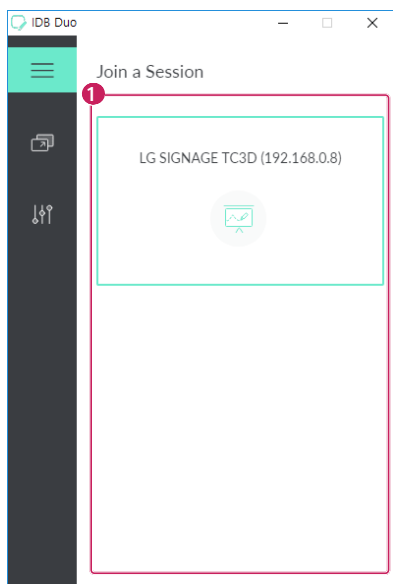 IDB Duo
Join a Session
1
LG SIGNAGE TC3D (192.168.0.8)